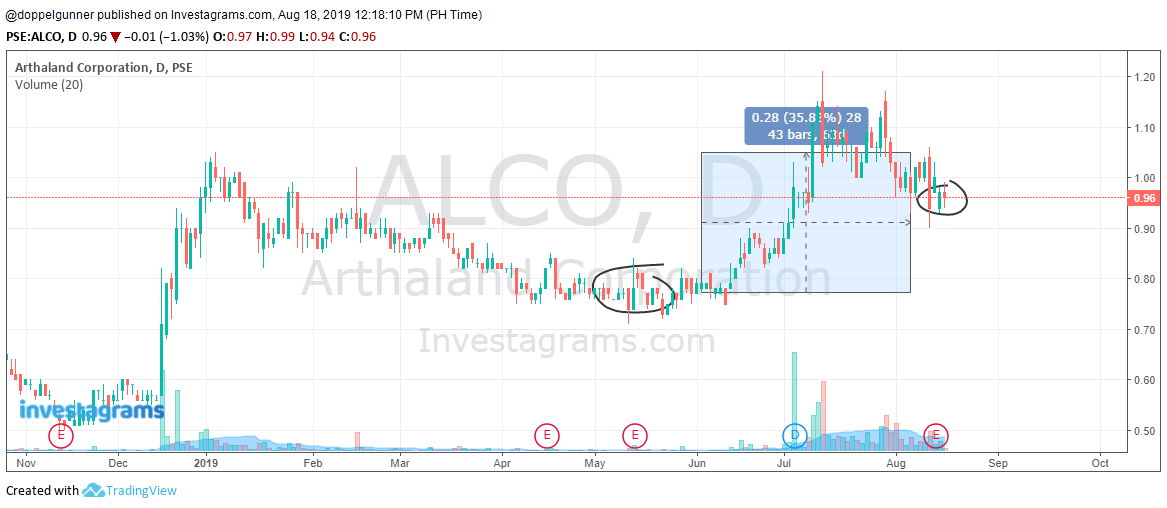 @doppelgunner published on Investagrams.com, Aug 18, 2019 12:18:10 PM (PH Time)
PSE:ALCO, D 0.96 ▼ −0.01 (−1.03%) O:0.97 H:0.99 L:0.94 C:0.96
Arthaland Corporation, D, PSE
Volume (20)
ALCO, D
Arthaland Corporation
Investagrams.com
0.28 (35.8%) 28
43 bars,
1.20
1.10
1.00
0.96
0.90
0.80
0.70
0.60
0.50
investagrams
E
E
E
D
E
Nov Dec 2019 Feb Mar Apr May Jun Jul Aug Sep Oct
Created with TradingView